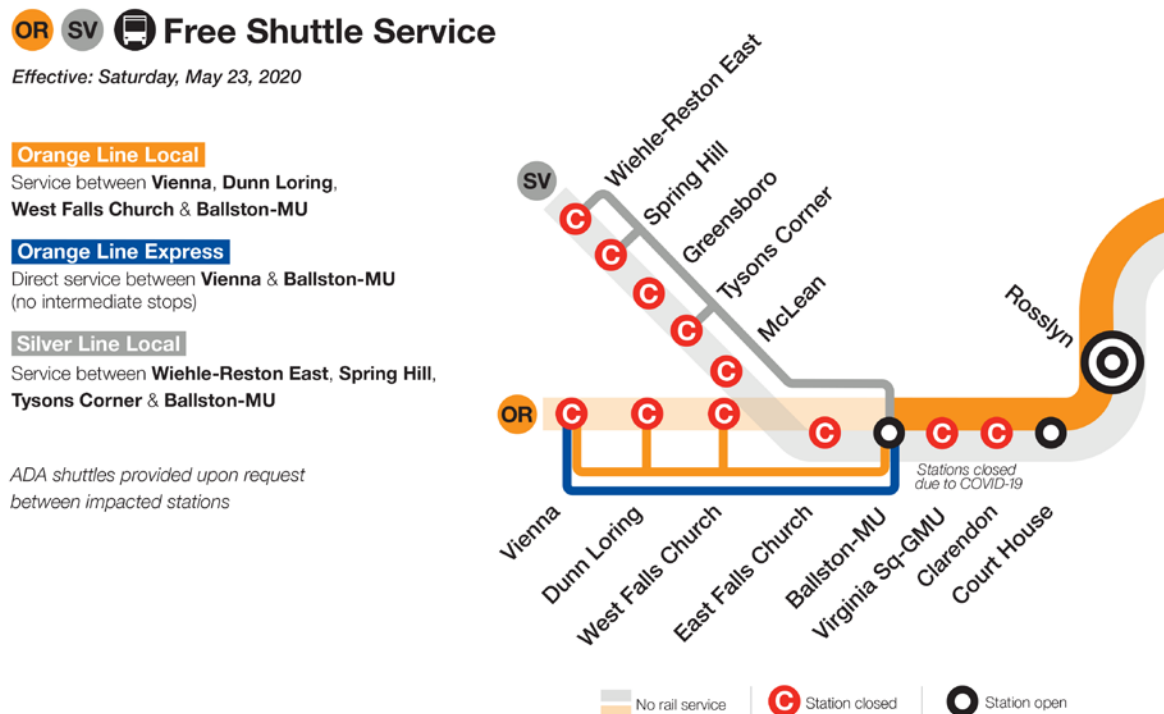 OR SV Free Shuttle Service
Effective: Saturday, May 23, 2020
Orange Line Local
Service between Vienna, Dunn Loring,
West Falls Church & Ballston-MU
Orange Line Express
Direct service between Vienna & Ballston-MU
(no intermediate stops)
Silver Line Local
Service between Wiehle-Reston East, Spring Hill,
Tysons Corner & Ballston-MU
ADA shuttles provided upon request
between impacted stations
SV
Wiehle-Reston East
Spring Hill
Greensboro
Tysons Corner
McLean
Rosslyn
C
C
C
C
C
OR
C
C
C
C
C
C
Stations closed
due to COVID-19
Vienna
Dunn Loring
West Falls Church
East Falls Church
Ballston-MU
Virginia Sq-GMU
Clarendon
Court House
No rail service
C Station closed
Station open